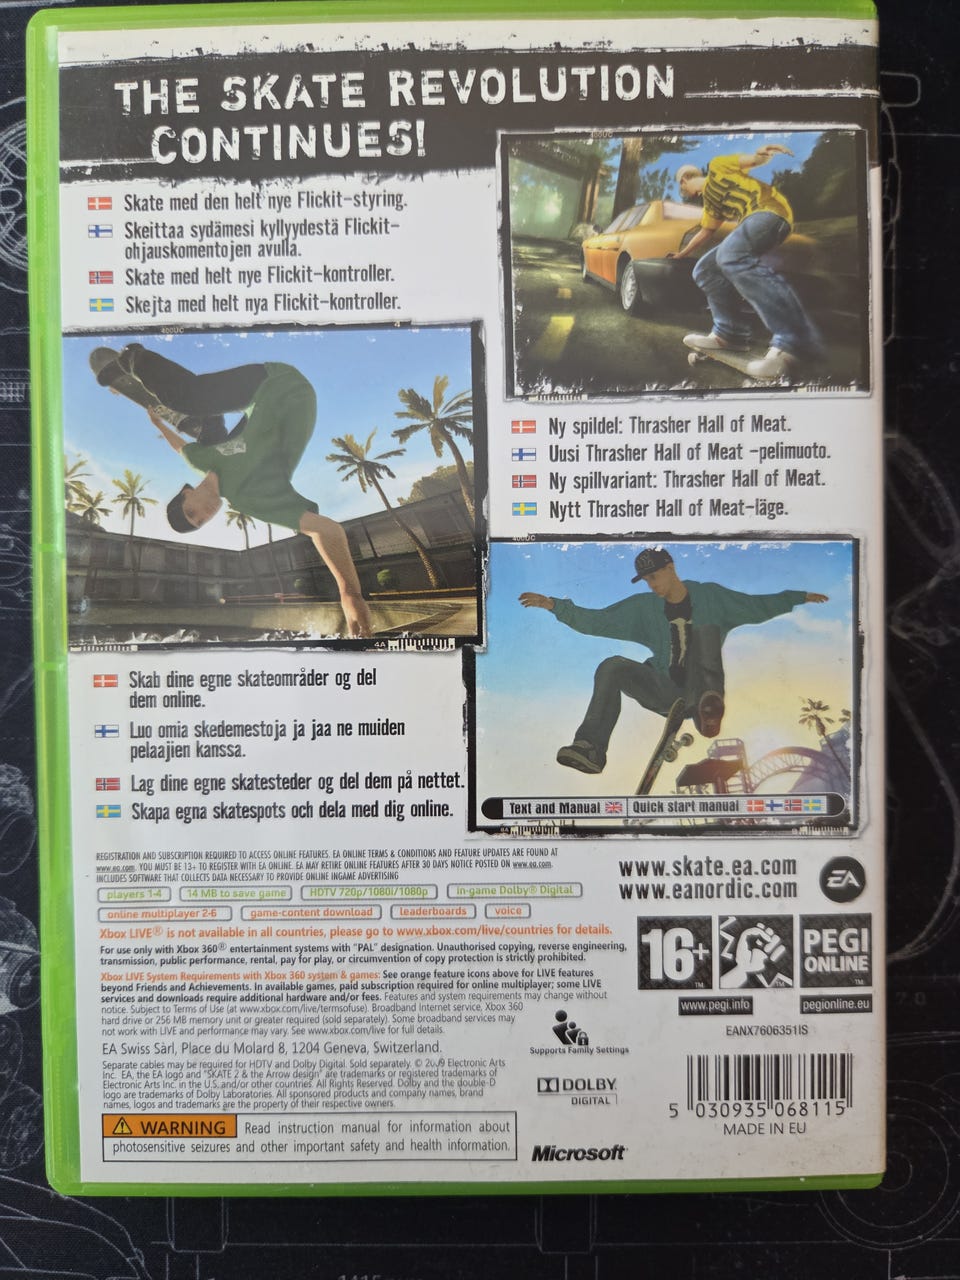 THE SKATE REVOLUTION
CONTINUES!
Skate med den helt nye Flickit-styring.
Skeittaa sydämesi kyllyydestä Flickit-
ohjauskomentojen avulla.
Skate med helt nye Flickit-kontroller.
Skejta med helt nya Flickit-kontroller.
400UC
Ny spildel: Thrasher Hall of Meat.
Uusi Thrasher Hall of Meat -pelimuoto.
Ny spillvariant: Thrasher Hall of Meat.
Nytt Thrasher Hall of Meat-läge.
400UC
4
4A
400UC
Skab dine egne skateområder og del
dem online.
Luo omia skedemestoja ja jaa ne muiden
pelaajien kanssa.
Lag dine egne skatesteder og del dem på nettet.
Skapa egna skatespots och dela med dig online.
Text and Manual Quick start manual
REGISTRATION AND SUBSCRIPTION REQUIRED TO ACCESS ONLINE FEATURES. EA ONLINE TERMS & CONDITIONS AND FEATURE UPDATES ARE FOUND AT
www.ea.com. YOU MUST BE 13+ TO REGISTER WITH EA ONLINE. EA MAY RETIRE ONLINE FEATURES AFTER 30 DAYS NOTICE POSTED ON www.ea.com.
INCLUDES SOFTWARE THAT COLLECTS DATA NECESSARY TO PROVIDE ONLINE INGAME ADVERTISING
players 1-4 14 MB to save game HDTV 720p/1080i/1080p in-game Dolby® Digital
online multiplayer 2-6 game-content download leaderboards voice
Xbox LIVE® is not available in all countries, please go to www.xbox.com/live/countries for details.
For use only with Xbox 360® entertainment systems with "PAL" designation. Unauthorised copying, reverse engineering,
transmission, public performance, rental, pay for play, or circumvention of copy protection is strictly prohibited.
Xbox LIVE System Requirements with Xbox 360 system & games: See orange feature icons above for LIVE features
beyond Friends and Achievements. In available games, paid subscription required for online multiplayer; some LIVE
services and downloads require additional hardware and/or fees. Features and system requirements may change without
notice. Subject to Terms of Use (at www.xbox.com/live/termsofuse). Broadband Internet service, Xbox 360
hard drive or 256 MB memory unit or greater required (sold separately). Some broadband services may
not work with LIVE and performance may vary. See www.xbox.com/live for full details.
EA Swiss Sàrl, Place du Molard 8, 1204 Geneva, Switzerland.
Separate cables may be required for HDTV and Dolby Digital. Sold separately. © 2009 Electronic Arts
Inc. EA, the EA logo and "SKATE 2 & the Arrow design" are trademarks or registered trademarks of
Electronic Arts Inc. in the U.S. and/or other countries. All Rights Reserved. Dolby and the double-D
logo are trademarks of Dolby Laboratories. All sponsored products and company names, brand
names, logos and trademarks are the property of their respective owners.
WARNING Read instruction manual for information about
photosensitive seizures and other important safety and health information.
www.skate.ea.com
www.eanordic.com
EA
16+
PEGI
ONLINE
TM
TM
www.pegi.info
pegionline.eu
EANX7606351IS
Supports Family Settings
DOLBY
DIGITAL
5 030935 068115
MADE IN EU
Microsoft®